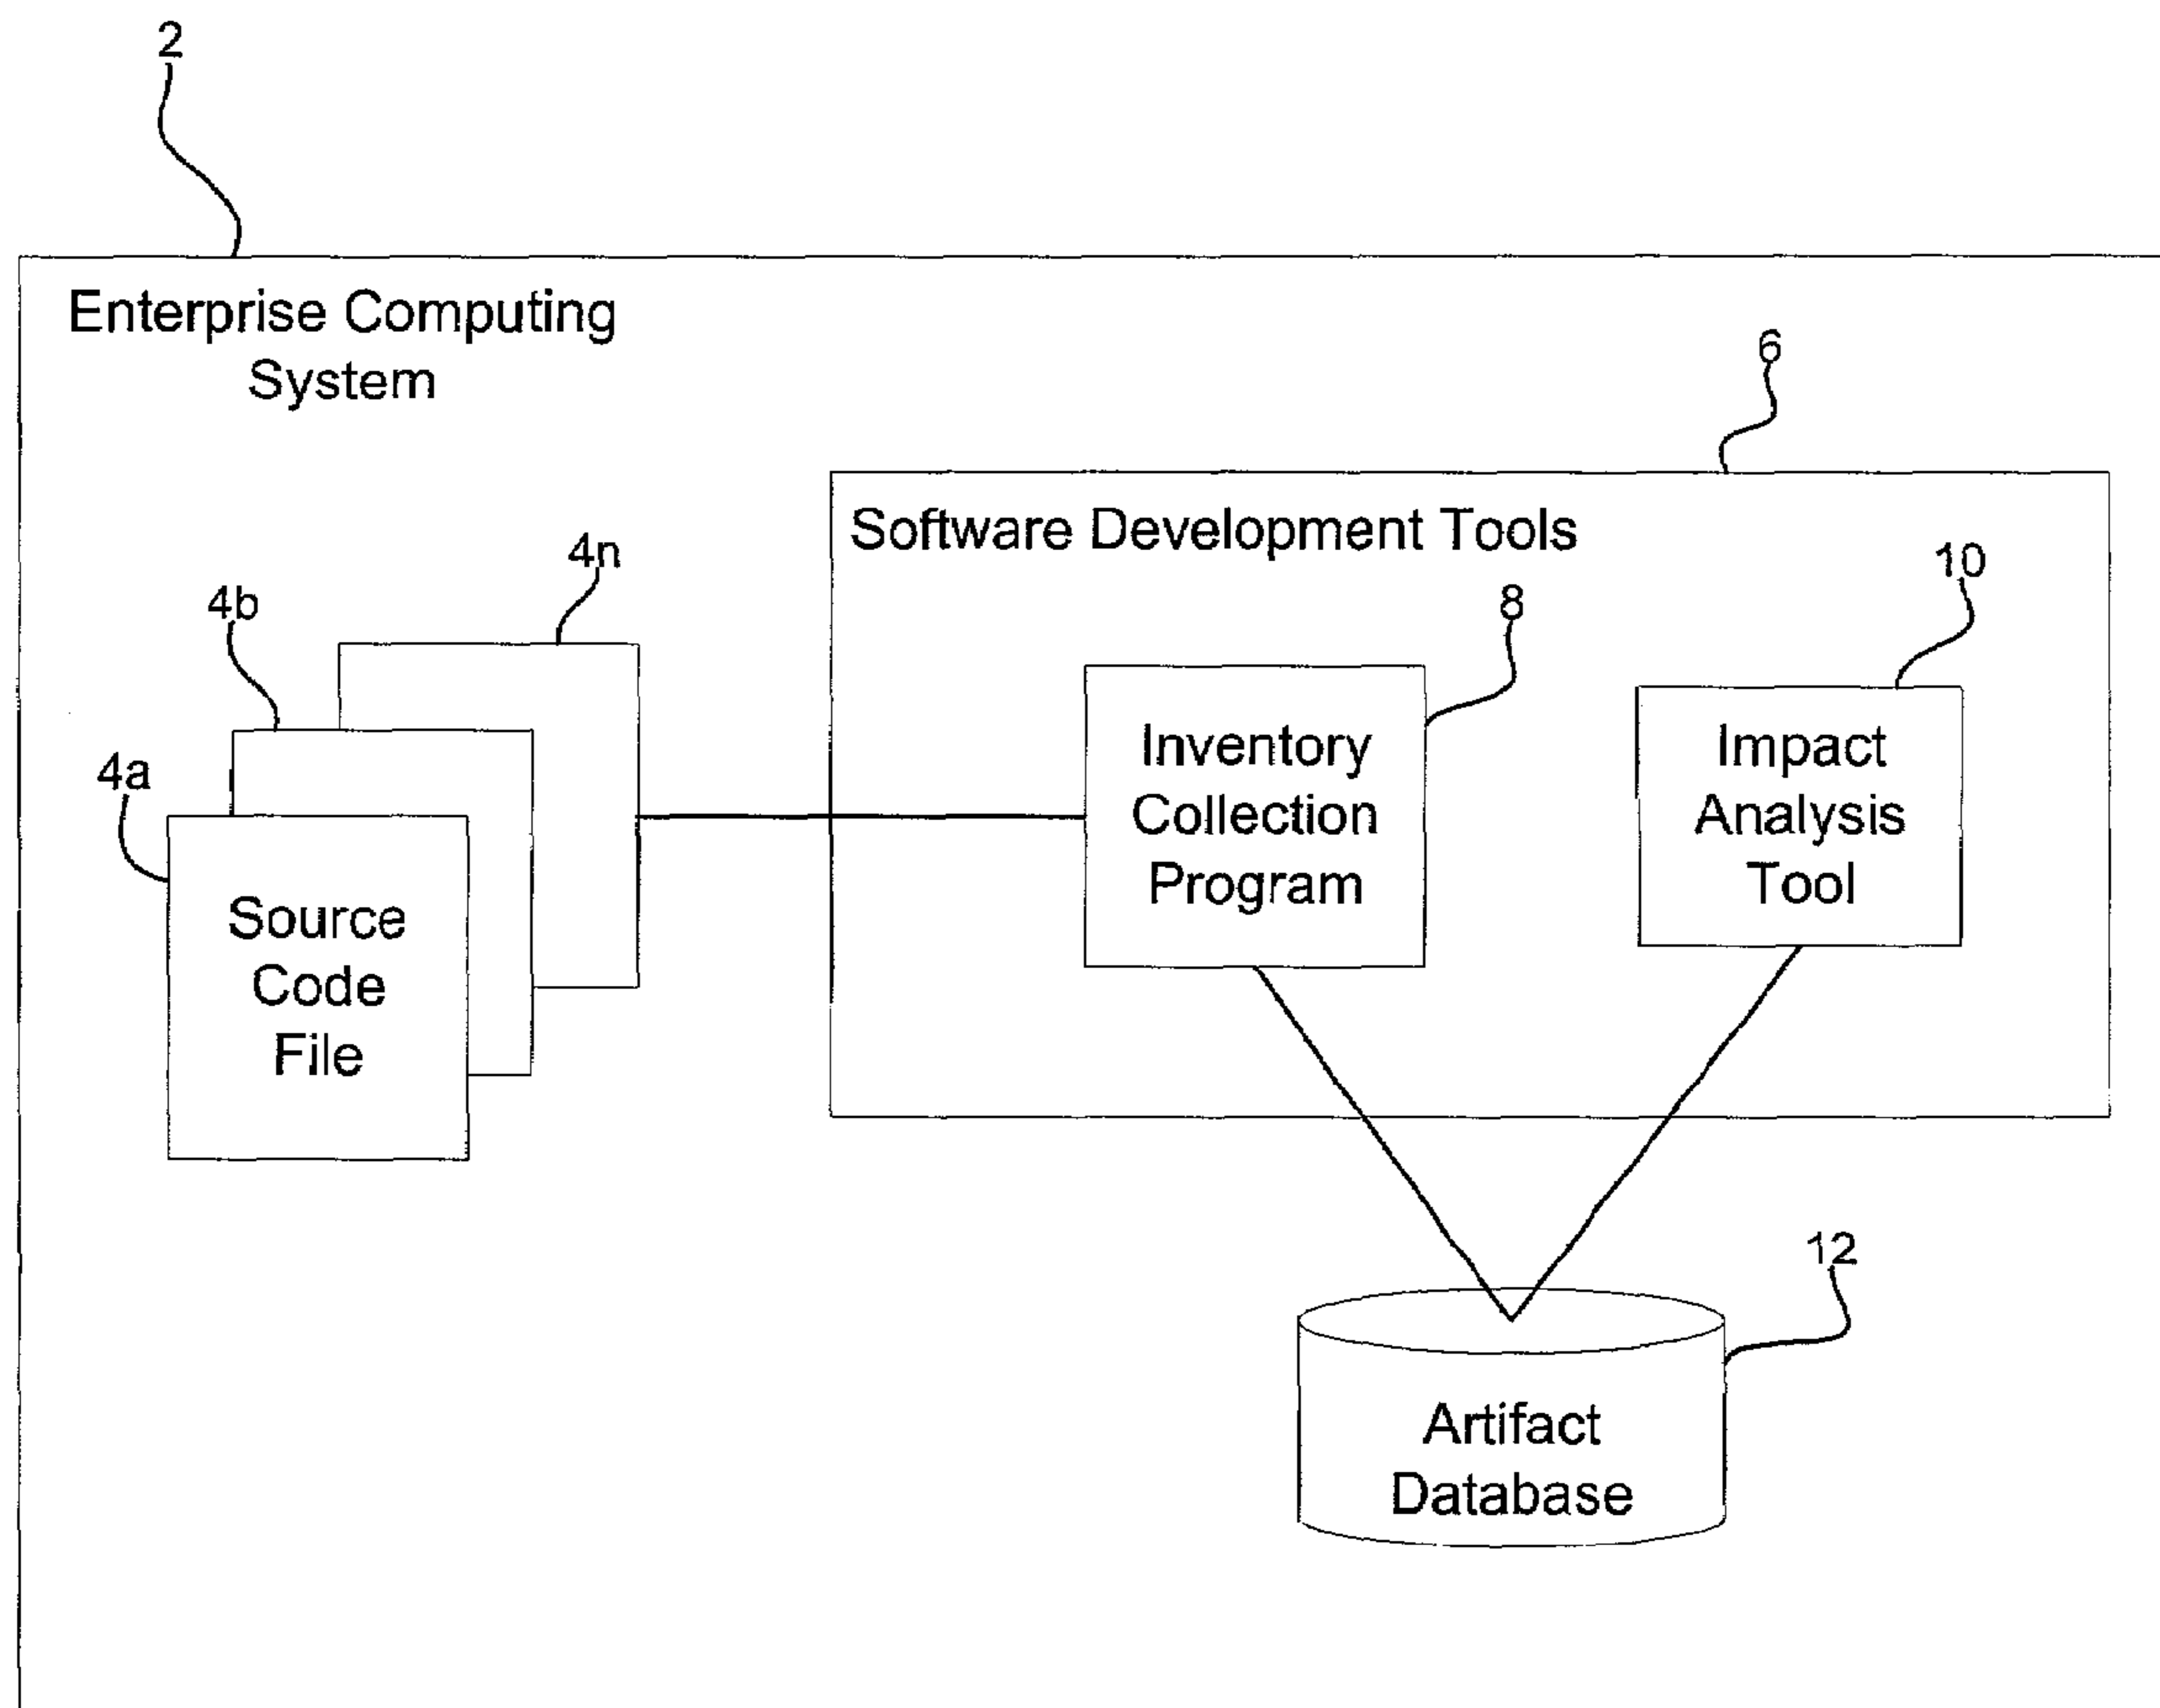 2
Enterprise Computing
System
6
Software Development Tools
4n
10
4b
8
4a
Inventory
Collection
Program
Impact
Analysis
Tool
Source
Code
File
12
Artifact
Database